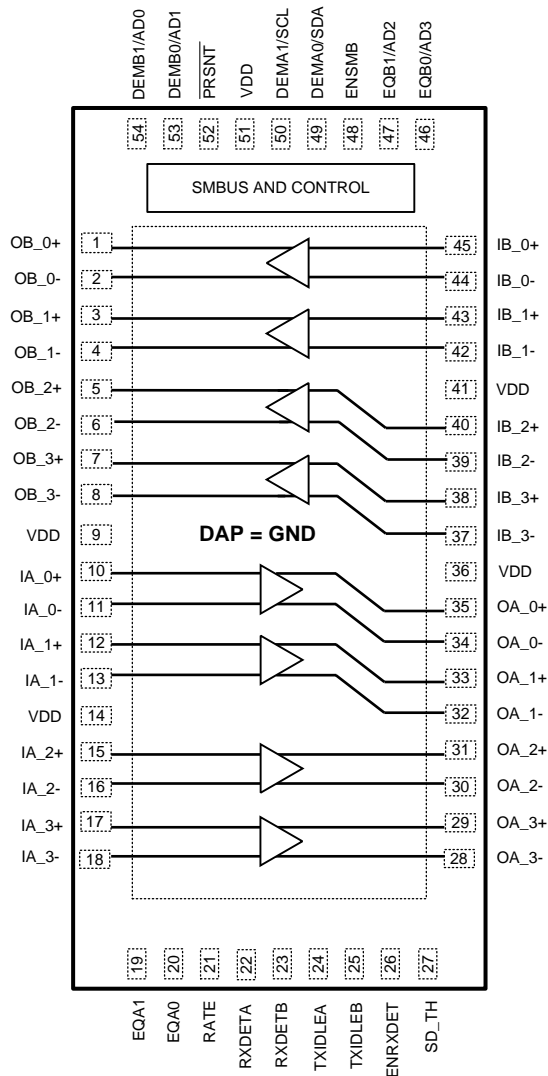 DEMB1/AD0
DEMB0/AD1
PRSNT
VDD
DEMA1/SCL
DEMA0/SDA
ENSMB
EQB1/AD2
EQB0/AD3
54
53
52
51
50
49
48
47
46
SMBUS AND CONTROL
OB_0+ 1 45 IB_0+
OB_0- 2 44 IB_0-
OB_1+ 3 43 IB_1+
OB_1- 4 42 IB_1-
OB_2+ 5 41 VDD
OB_2- 6 40 IB_2+
OB_3+ 7 39 IB_2-
OB_3- 8 38 IB_3+
VDD 9 DAP = GND 37 IB_3-
IA_0+ 10 36 VDD
IA_0- 11 35 OA_0+
IA_1+ 12 34 OA_0-
IA_1- 13 33 OA_1+
VDD 14 32 OA_1-
IA_2+ 15 31 OA_2+
IA_2- 16 30 OA_2-
IA_3+ 17 29 OA_3+
IA_3- 18 28 OA_3-
19
20
21
22
23
24
25
26
27
EQA1
EQA0
RATE
RXDETA
RXDETB
TXIDLEA
TXIDLEB
ENRXDET
SD_TH